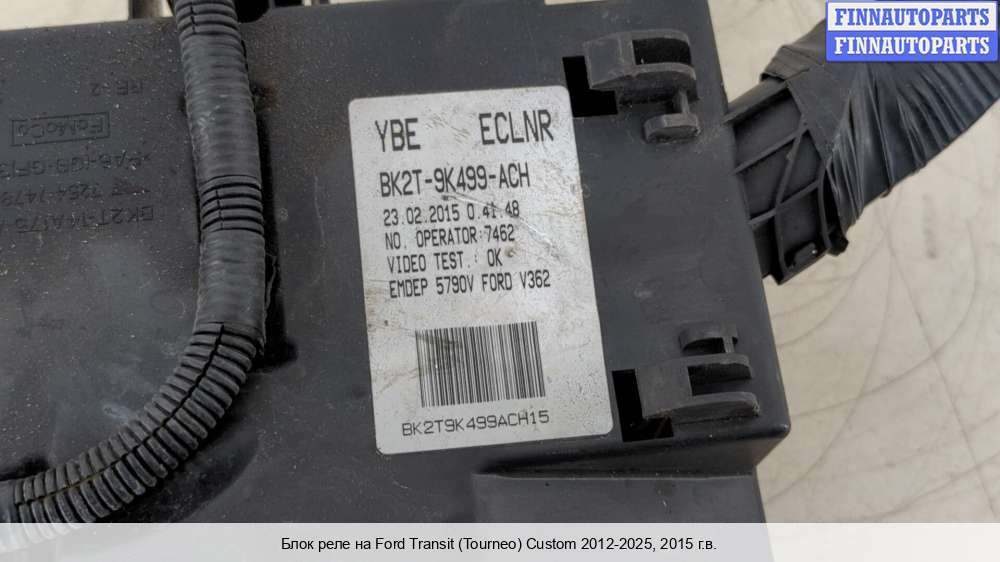 FINNAUTOPARTS
FINNAUTOPARTS
FoMoCo
YBE ECLNR
BK2T-9K499-ACH
23.02.2015 0.41.48
NO. OPERATOR:7462
VIDEO TEST.: OK
EMDEP 5790V FORD V362
BK2T9K499ACH15
Блок реле на Ford Transit (Tourneo) Custom 2012-2025, 2015 г.в.